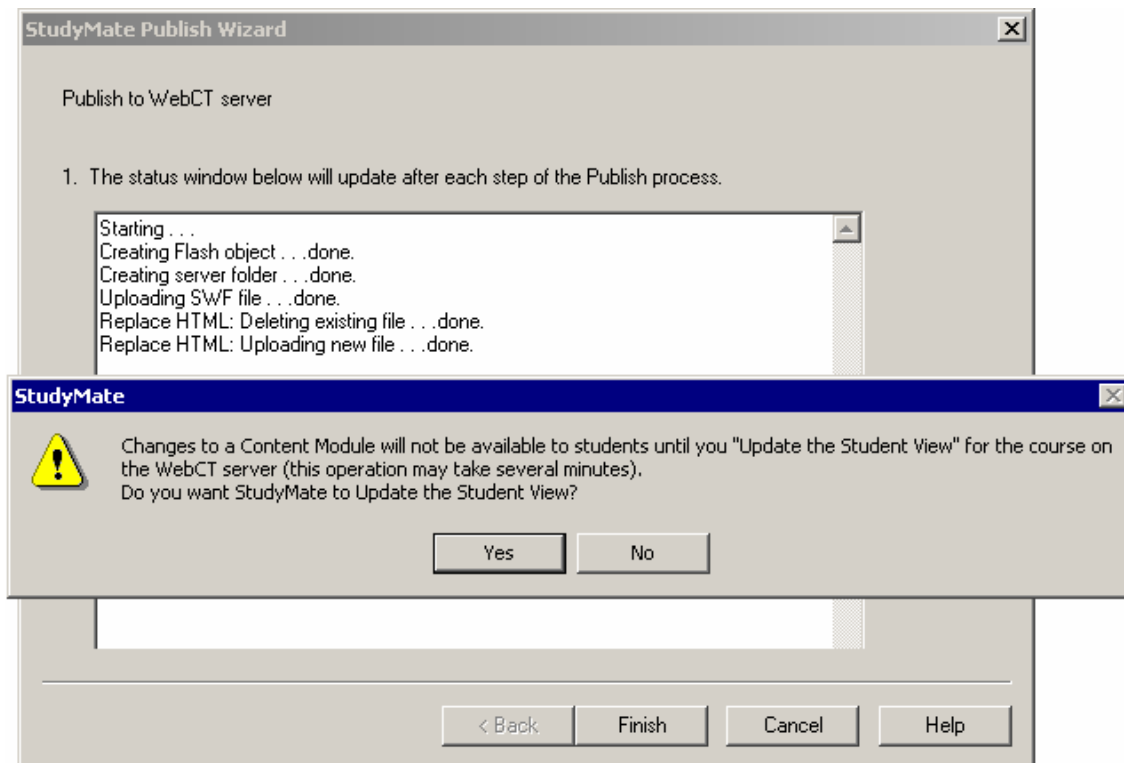 StudyMate Publish Wizard
Publish to WebCT server
1. The status window below will update after each step of the Publish process.
Starting . . .
Creating Flash object . . .done.
Creating server folder . . .done.
Uploading SWF file . . .done.
Replace HTML: Deleting existing file . . .done.
Replace HTML: Uploading new file . . .done.
StudyMate
Changes to a Content Module will not be available to students until you "Update the Student View" for the course on
the WebCT server (this operation may take several minutes).
Do you want StudyMate to Update the Student View?
Yes No
< Back Finish Cancel Help